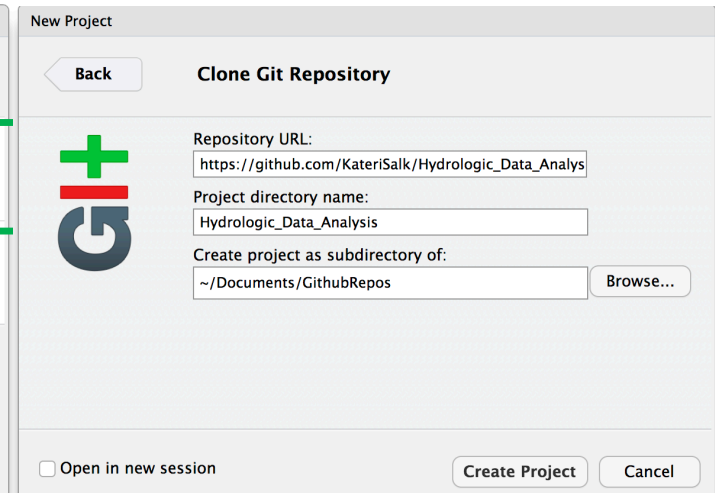 New Project
Back
Clone Git Repository
Git
Repository URL:
https://github.com/KateriSalk/Hydrologic_Data_Analys
Project directory name:
Hydrologic_Data_Analysis
Create project as subdirectory of:
~/Documents/GithubRepos
Browse...
Open in new session
Create Project
Cancel